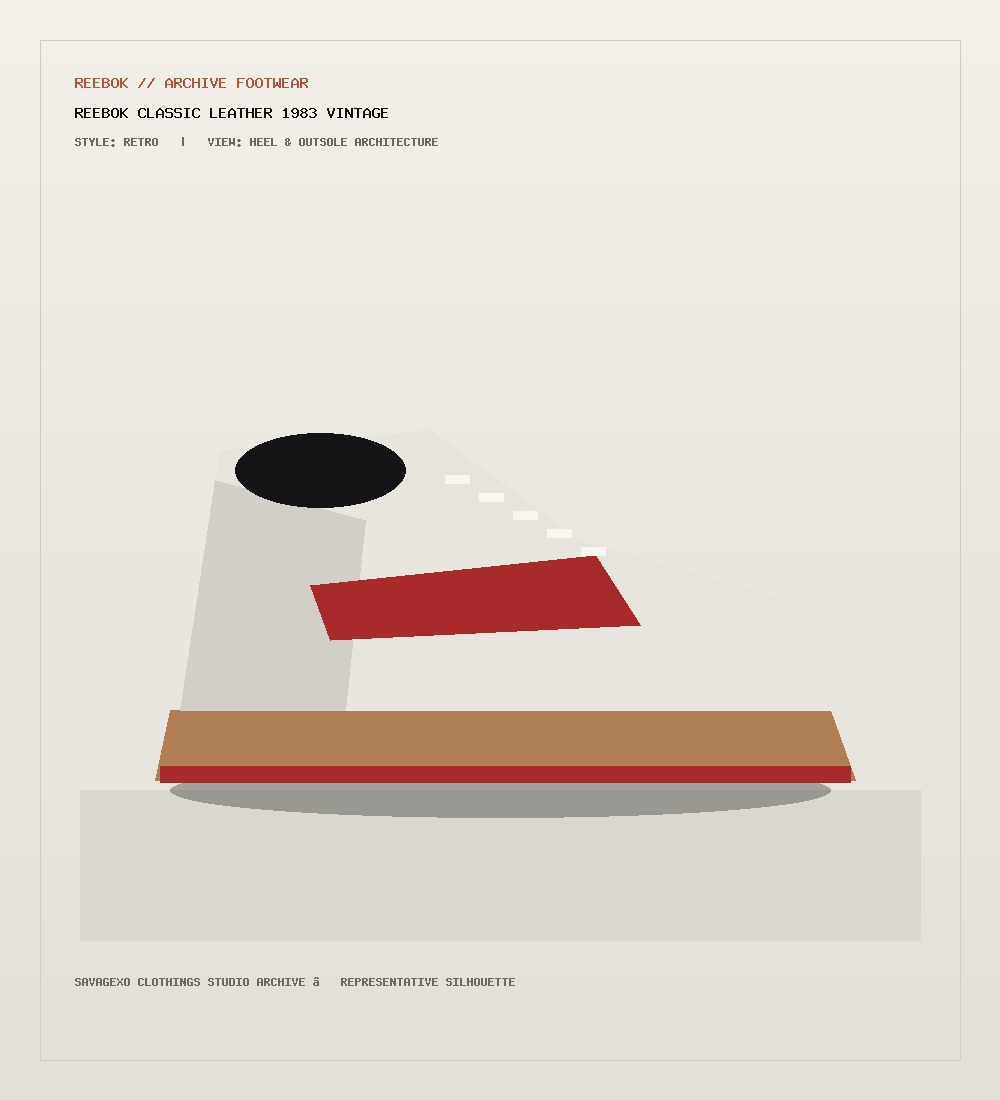 REEBOK // ARCHIVE FOOTWEAR
REEBOK CLASSIC LEATHER 1983 VINTAGE
STYLE: RETRO | VIEW: HEEL & OUTSOLE ARCHITECTURE
SAVAGEXO CLOTHINGS STUDIO ARCHIVE â REPRESENTATIVE SILHOUETTE